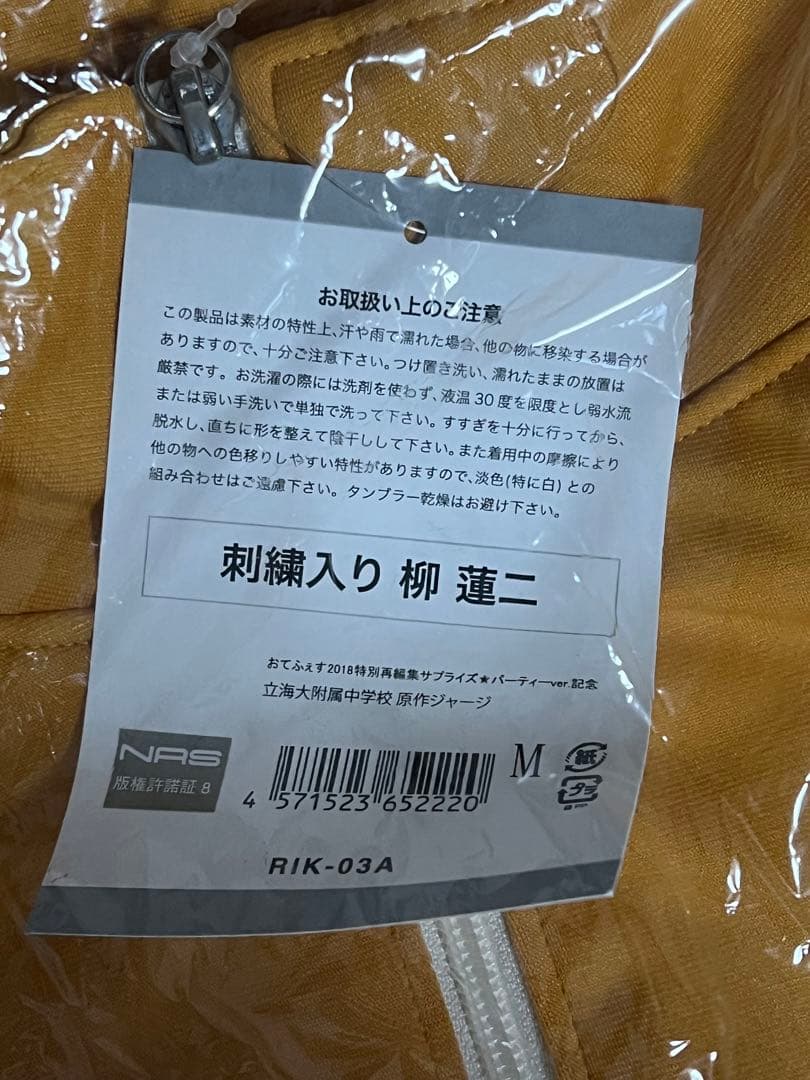 お取扱い上のご注意
この製品は素材の特性上、汗や雨で濡れた場合、他の物に移染する場合が
ありますので、十分ご注意下さい。つけ置き洗い、濡れたままの放置は
厳禁です。お洗濯の際には洗剤を使わず、液温30度を限度とし弱水流
または弱い手洗いで単独で洗って下さい。すすぎを十分に行ってから、
脱水し、直ちに形を整えて陰干しして下さい。また着用中の摩擦により
他の物への色移りしやすい特性がありますので、淡色(特に白)との
組み合わせはご遠慮下さい。タンブラー乾燥はお避け下さい。
刺繍入り 柳 蓮二
おてふぇす2018特別再編集サプライズ★パーティーver.記念
立海大附属中学校 原作ジャージ
NAS
版権許諾証 8
4 571523 652220
M
紙
プラ
RIK-03A